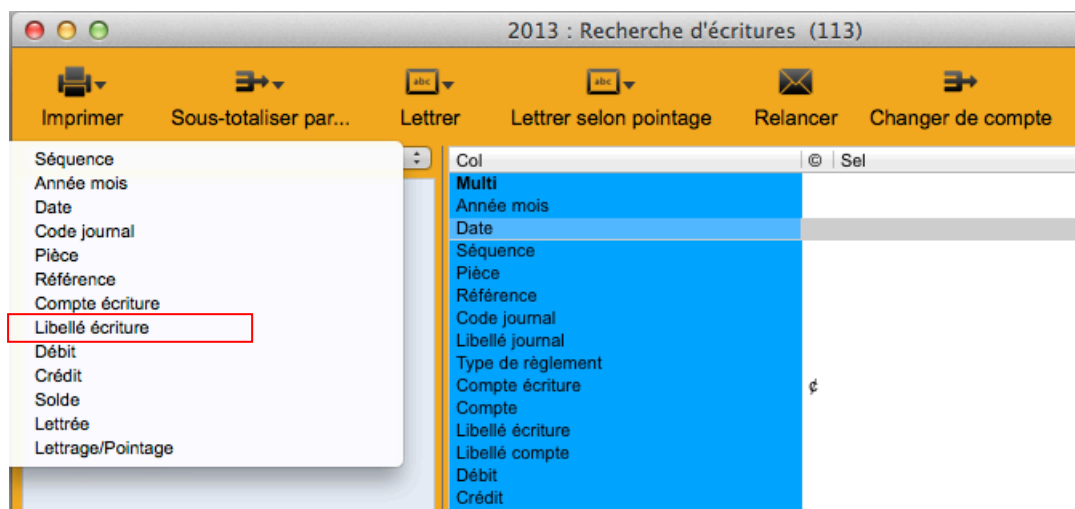 2013 : Recherche d'écritures (113)
abc abc
Imprimer Sous-totaliser par... Lettrer Lettrer selon pointage Relancer Changer de compte
Séquence
Année mois
Date
Code journal
Pièce
Référence
Compte écriture
Libellé écriture
Débit
Crédit
Solde
Lettrée
Lettrage/Pointage
Col © Sel
Multi
Année mois
Date
Séquence
Pièce
Référence
Code journal
Libellé journal
Type de règlement
Compte écriture ¢
Compte
Libellé écriture
Libellé compte
Débit
Crédit